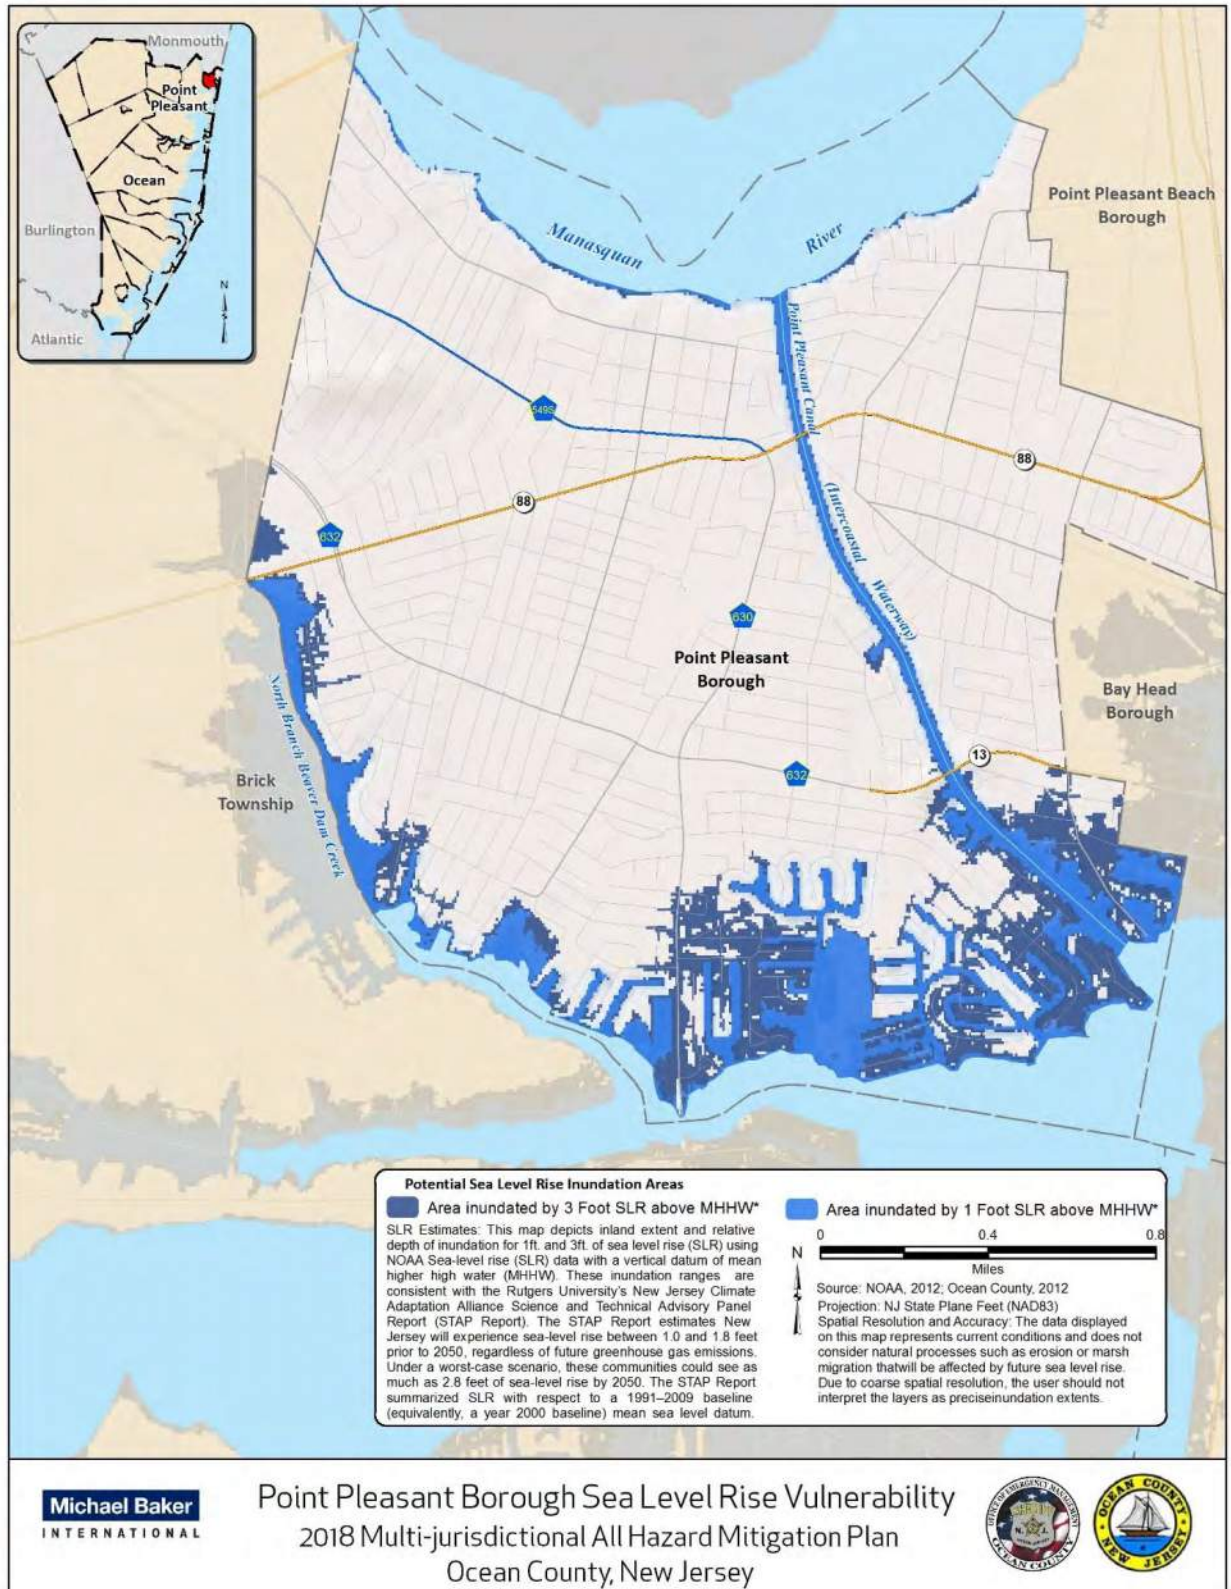 Monmouth
Point
Pleasant
Ocean
Burlington
N
Atlantic
Point Pleasant Beach
Borough
Manasquan
River
Point Pleasant Canal
(Intercoastal
Waterway)
549S
88
88
632
630
Point Pleasant
Borough
Bay Head
Borough
North Branch Beaver Dam Creek
13
632
Brick
Township
Potential Sea Level Rise Inundation Areas
Area inundated by 3 Foot SLR above MHHW*
SLR Estimates: This map depicts inland extent and relative
depth of inundation for 1ft. and 3ft. of sea level rise (SLR) using
NOAA Sea-level rise (SLR) data with a vertical datum of mean
higher high water (MHHW). These inundation ranges are
consistent with the Rutgers University's New Jersey Climate
Adaptation Alliance Science and Technical Advisory Panel
Report (STAP Report). The STAP Report estimates New
Jersey will experience sea-level rise between 1.0 and 1.8 feet
prior to 2050, regardless of future greenhouse gas emissions.
Under a worst-case scenario, these communities could see as
much as 2.8 feet of sea-level rise by 2050. The STAP Report
summarized SLR with respect to a 1991–2009 baseline
(equivalently, a year 2000 baseline) mean sea level datum.
Area inundated by 1 Foot SLR above MHHW*
0 0.4 0.8
Miles
N
Source: NOAA, 2012; Ocean County, 2012
Projection: NJ State Plane Feet (NAD83)
Spatial Resolution and Accuracy: The data displayed
on this map represents current conditions and does not
consider natural processes such as erosion or marsh
migration thatwill be affected by future sea level rise.
Due to coarse spatial resolution, the user should not
interpret the layers as preciseinundation extents.
Michael Baker
INTERNATIONAL
Point Pleasant Borough Sea Level Rise Vulnerability
2018 Multi-jurisdictional All Hazard Mitigation Plan
Ocean County, New Jersey
OFFICE OF EMERGENCY MANAGEMENT
SHERIFF
N. J.
OCEAN COUNTY
OCEAN COUNTY
NEW JERSEY